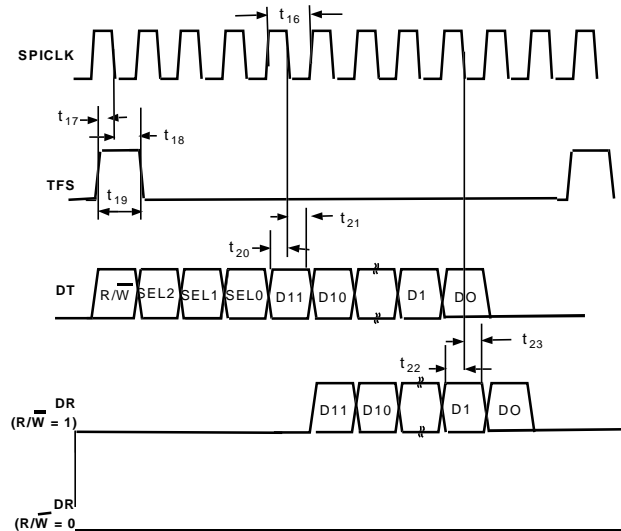 t16
SPICLK
t17
t18
TFS
t19
t21
t20
DT
R/W̅ SEL2 SEL1 SEL0 D11 D10 D1 DO
t23
t22
DR
(R/W̅ = 1)
D11 D10 D1 DO
DR
(R/W̅ = 0